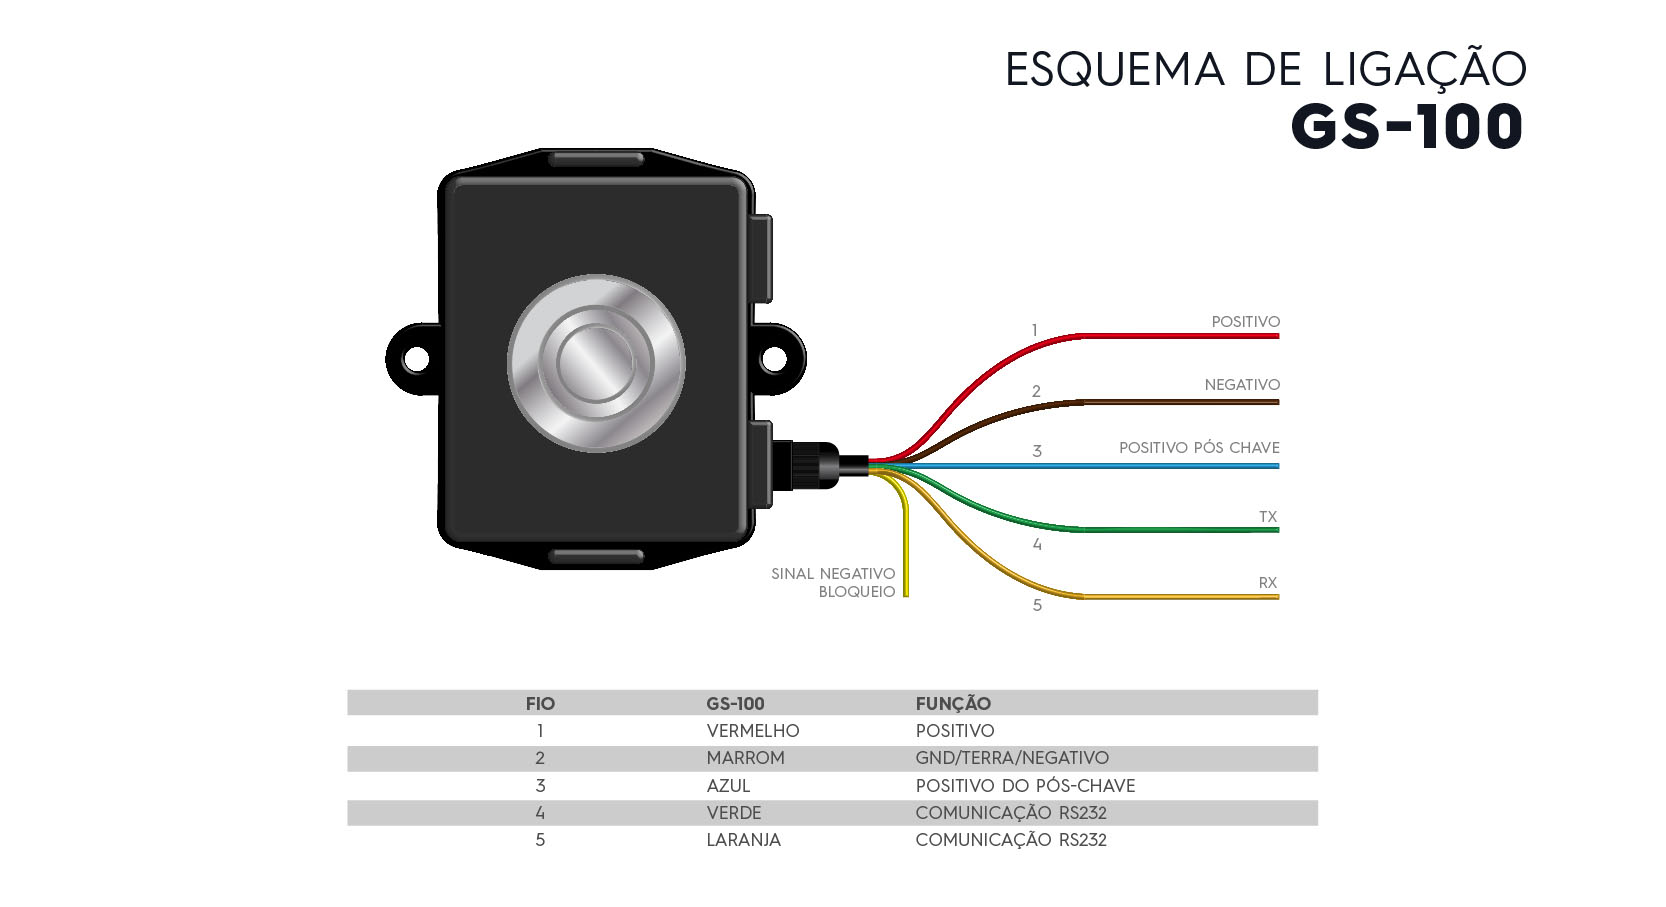 ESQUEMA DE LIGAÇÃO
GS-100
1
POSITIVO
2
NEGATIVO
3
POSITIVO PÓS CHAVE
TX
4
SINAL NEGATIVO
BLOQUEIO
RX
5
FIO GS-100 FUNÇÃO
1 VERMELHO POSITIVO
2 MARROM GND/TERRA/NEGATIVO
3 AZUL POSITIVO DO PÓS-CHAVE
4 VERDE COMUNICAÇÃO RS232
5 LARANJA COMUNICAÇÃO RS232